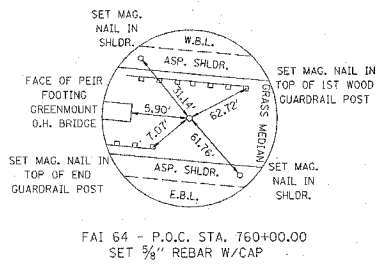 SET MAG.
NAIL IN
SHLDR.
W.B.L.
ASP. SHLDR.
SET MAG. NAIL IN
TOP OF 1ST WOOD
GUARDRAIL POST
FACE OF PEIR
FOOTING
GREENMOUNT
O.H. BRIDGE
31.14'
62.72'
5.90'
7.07'
61.76'
GRASS MEDIAN
SET MAG. NAIL IN
TOP OF END
GUARDRAIL POST
ASP. SHLDR.
E.B.L.
SET MAG.
NAIL IN
SHLDR.
FAI 64 - P.O.C. STA. 760+00.00
SET 5/8" REBAR W/CAP